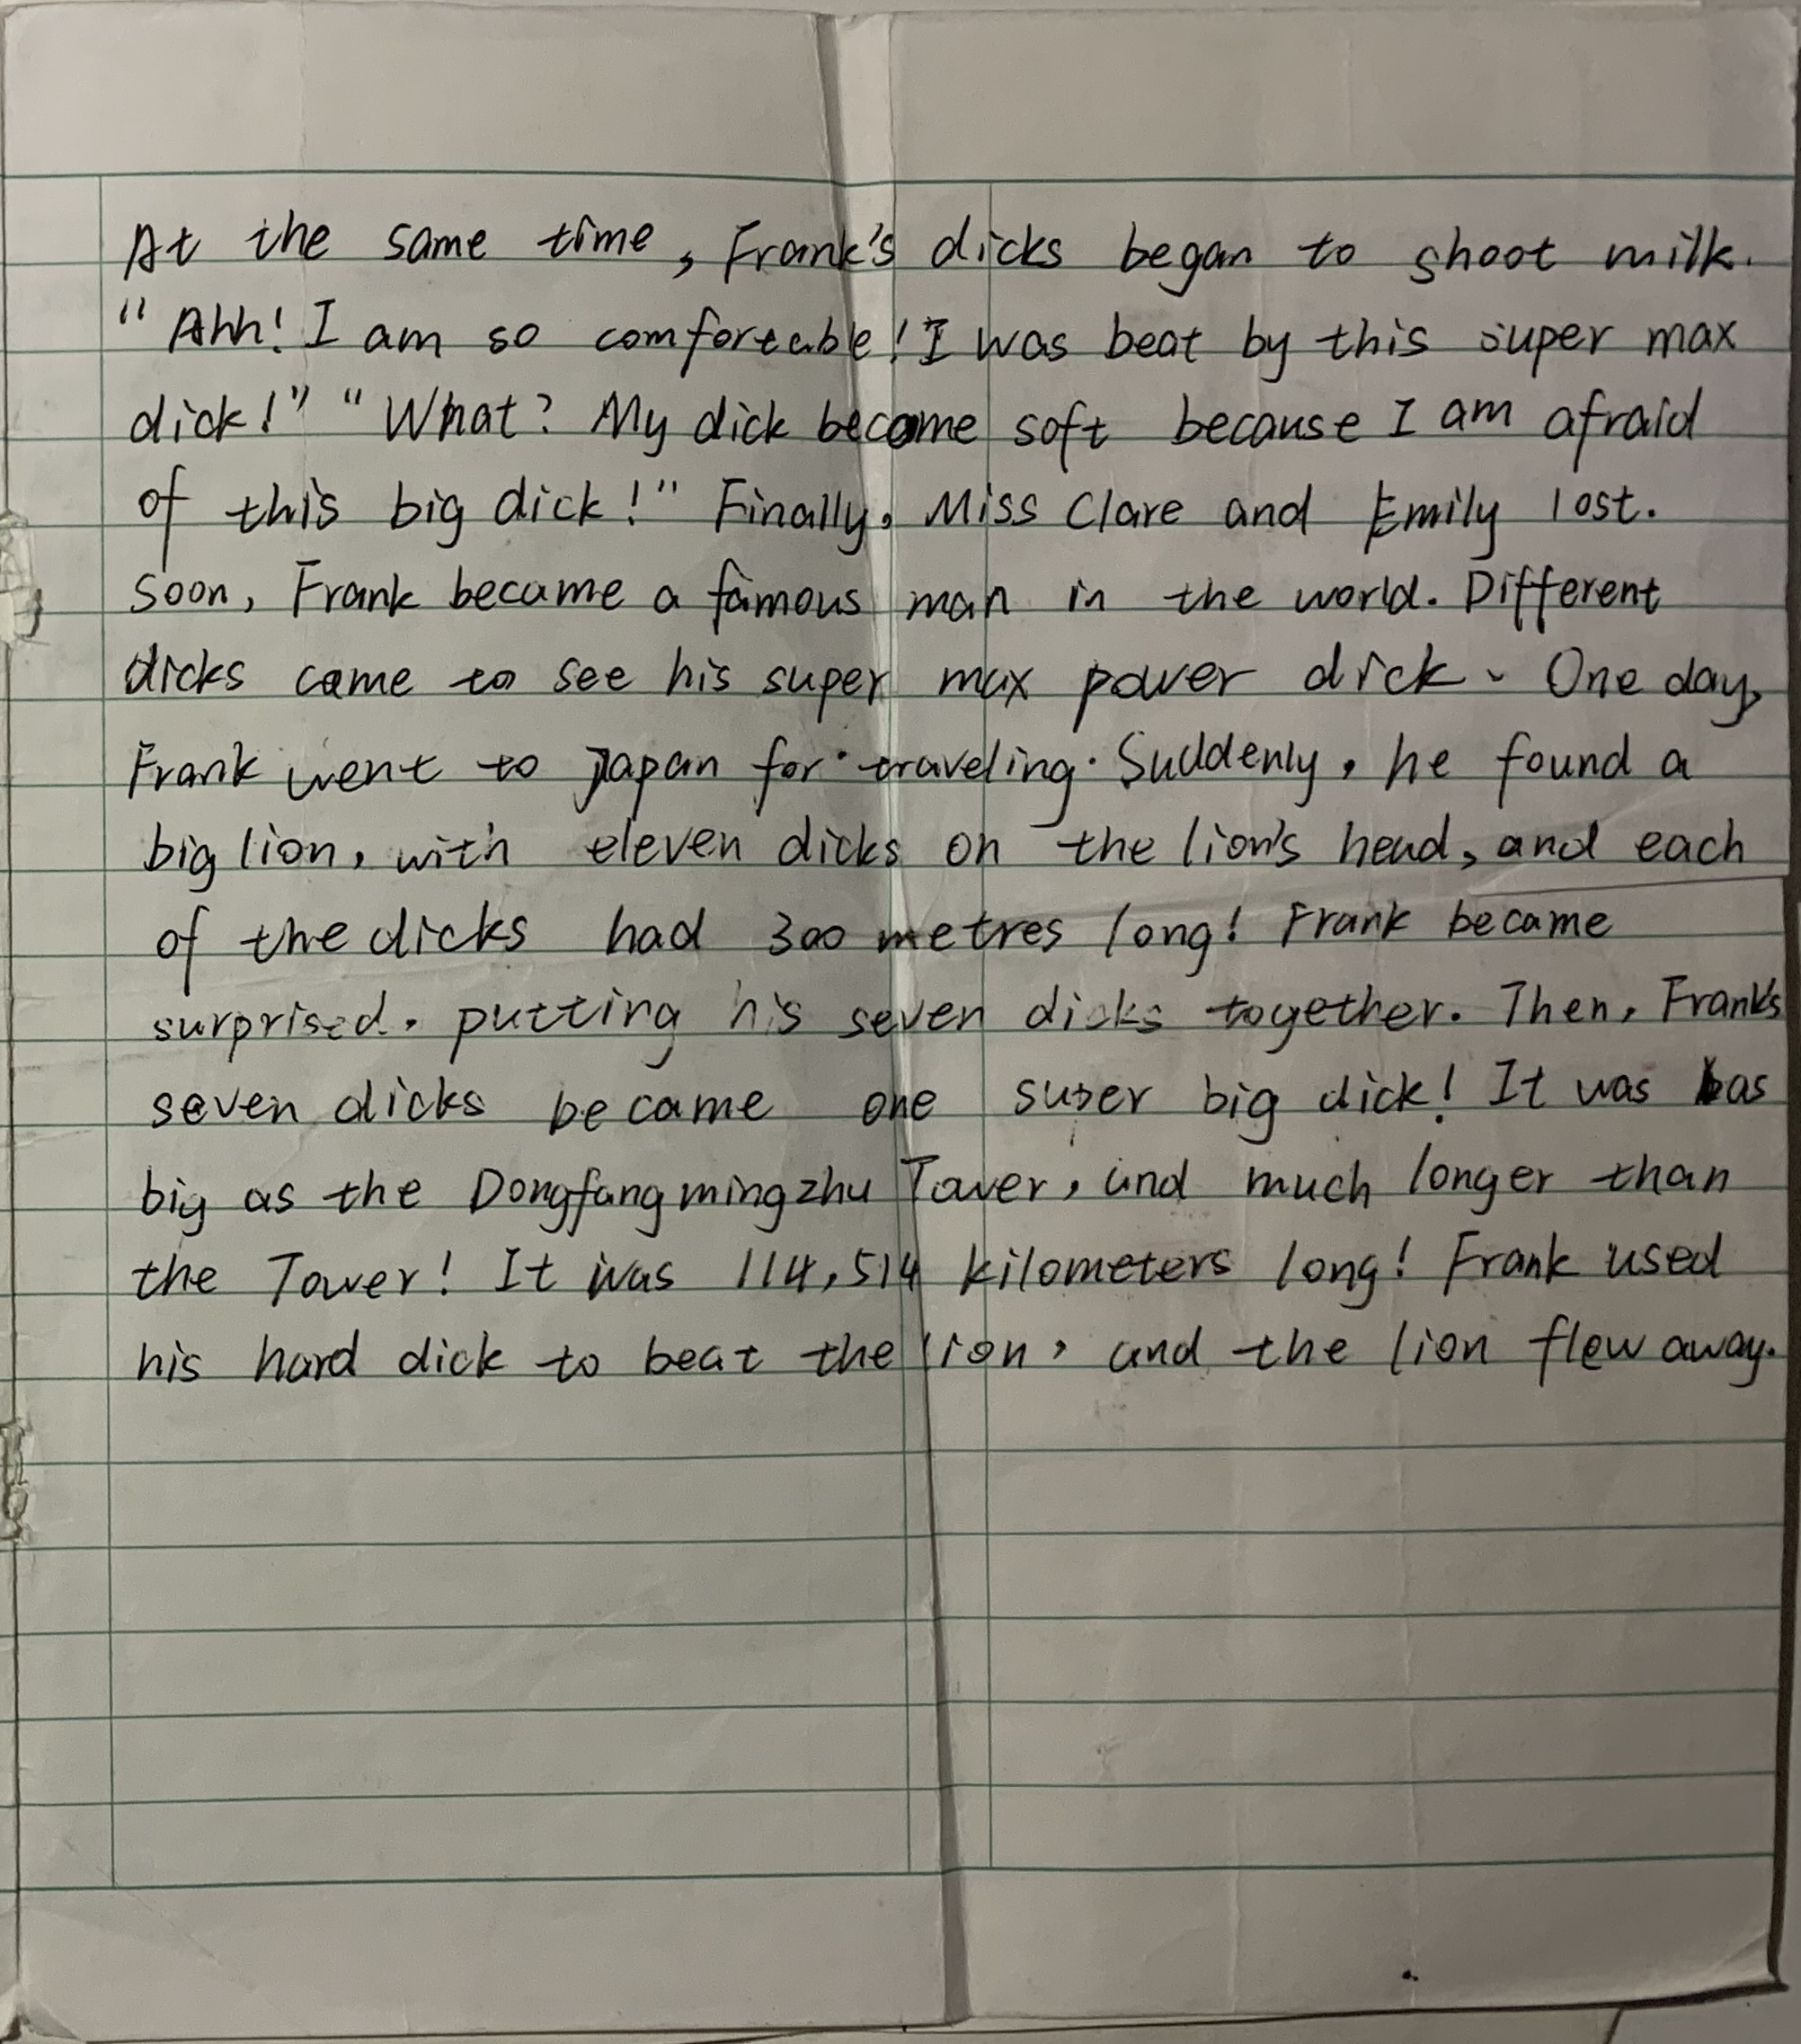 At the same time, Frank's dicks began to shoot milk.
"Ahh! I am so comforteable! I was beat by this super max
dick!" "What? My dick became soft because I am afraid
of this big dick!" Finally, Miss Clare and Emily lost.
Soon, Frank became a famous man in the world. Different
dicks came to see his super max power dick. One day,
Frank went to Japan for traveling. Suddenly, he found a
big lion, with eleven dicks on the lion's head, and each
of the dicks had 300 metres long! Frank became
surprised, putting his seven dicks together. Then, Frank's
seven dicks became one super big dick! It was as
big as the Dongfangmingzhu Tower, and much longer than
the Tower! It was 114,514 kilometers long! Frank used
his hard dick to beat the lion, and the lion flew away.